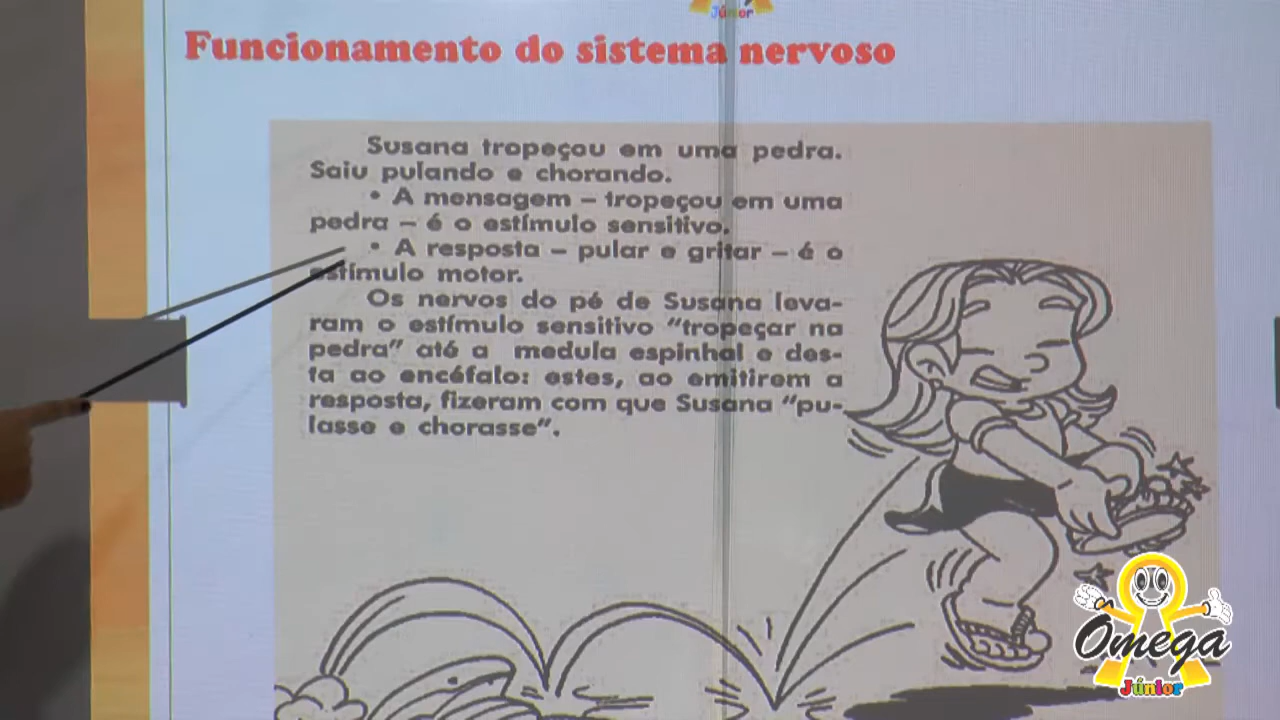 Júnior
Funcionamento do sistema nervoso
Susana tropeçou em uma pedra.
Saiu pulando e chorando.
• A mensagem – tropeçou em uma
pedra – é o estímulo sensitivo.
• A resposta – pular e gritar – é o
estímulo motor.
Os nervos do pé de Susana leva-
ram o estímulo sensitivo “tropeçar na
pedra” até a medula espinhal e des-
ta ao encéfalo: estes, ao emitirem a
resposta, fizeram com que Susana “pu-
lasse e chorasse”.
Omega
Júnior